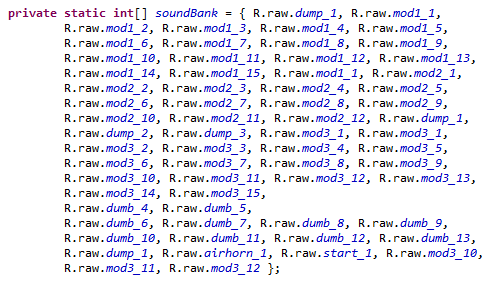 private static int[] soundBank = { R.raw.dump_1, R.raw.mod1_1,
R.raw.mod1_2, R.raw.mod1_3, R.raw.mod1_4, R.raw.mod1_5,
R.raw.mod1_6, R.raw.mod1_7, R.raw.mod1_8, R.raw.mod1_9,
R.raw.mod1_10, R.raw.mod1_11, R.raw.mod1_12, R.raw.mod1_13,
R.raw.mod1_14, R.raw.mod1_15, R.raw.mod1_1, R.raw.mod2_1,
R.raw.mod2_2, R.raw.mod2_3, R.raw.mod2_4, R.raw.mod2_5,
R.raw.mod2_6, R.raw.mod2_7, R.raw.mod2_8, R.raw.mod2_9,
R.raw.mod2_10, R.raw.mod2_11, R.raw.mod2_12, R.raw.dump_1,
R.raw.dump_2, R.raw.dump_3, R.raw.mod3_1, R.raw.mod3_1,
R.raw.mod3_2, R.raw.mod3_3, R.raw.mod3_4, R.raw.mod3_5,
R.raw.mod3_6, R.raw.mod3_7, R.raw.mod3_8, R.raw.mod3_9,
R.raw.mod3_10, R.raw.mod3_11, R.raw.mod3_12, R.raw.mod3_13,
R.raw.mod3_14, R.raw.mod3_15,
R.raw.dumb_4, R.raw.dumb_5,
R.raw.dumb_6, R.raw.dumb_7, R.raw.dumb_8, R.raw.dumb_9,
R.raw.dumb_10, R.raw.dumb_11, R.raw.dumb_12, R.raw.dumb_13,
R.raw.dump_1, R.raw.airhorn_1, R.raw.start_1, R.raw.mod3_10,
R.raw.mod3_11, R.raw.mod3_12 };